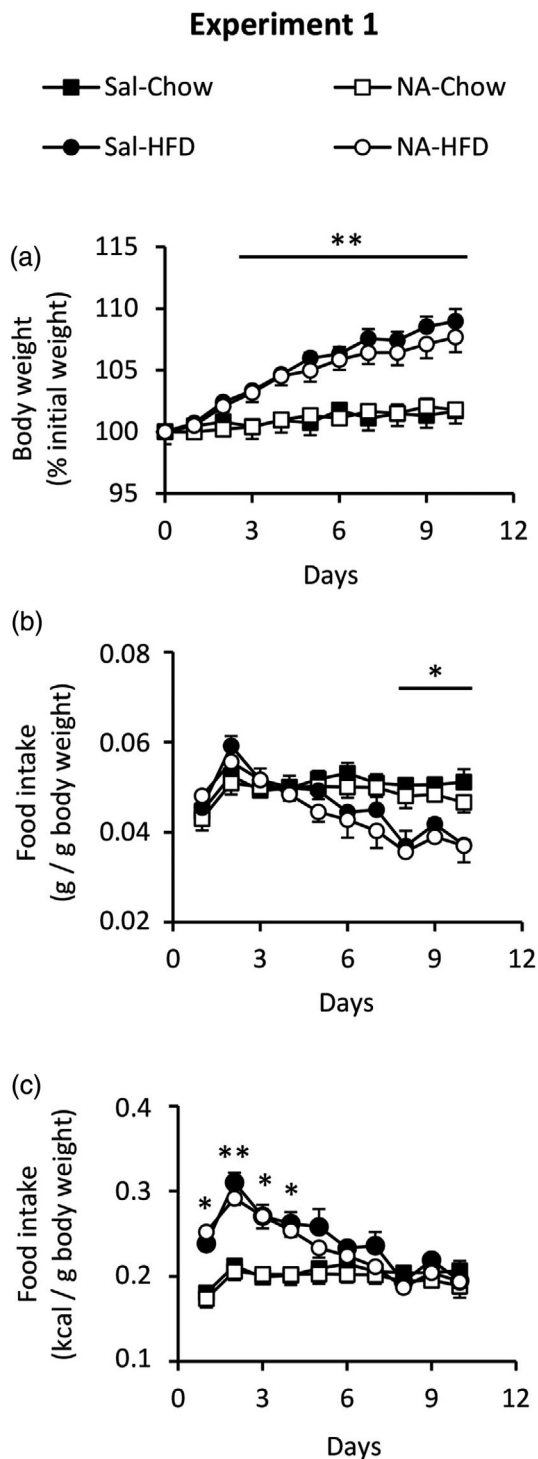 Experiment 1
Sal-Chow
NA-Chow
Sal-HFD
NA-HFD
(a)
**
Body weight
(% initial weight)
115
110
105
100
95
0 3 6 9 12
Days
(b)
*
Food intake
(g / g body weight)
0.08
0.06
0.04
0.02
0 3 6 9 12
Days
(c)
Food intake
(kcal / g body weight)
0.4
0.3
0.2
0.1
* ** * *
0 3 6 9 12
Days